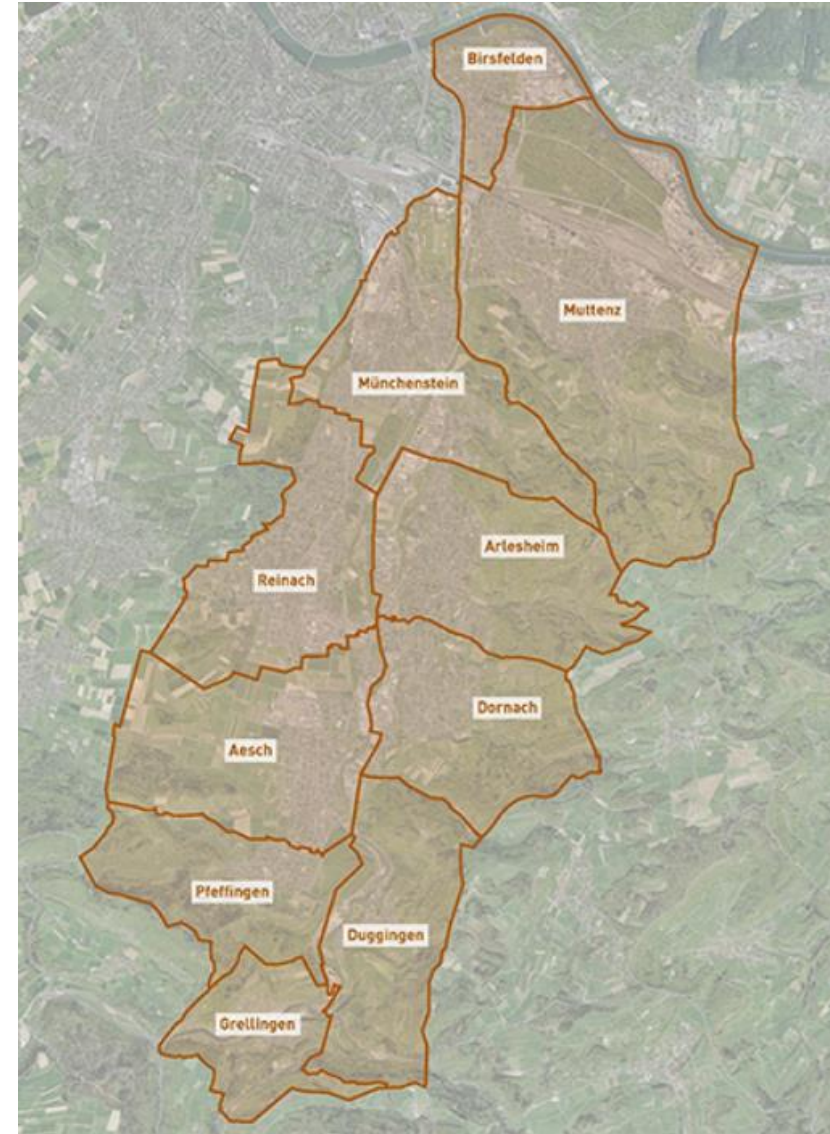 Birsfelden
Muttenz
Münchenstein
Arlesheim
Reinach
Dornach
Aesch
Pfeffingen
Duggingen
Grellingen